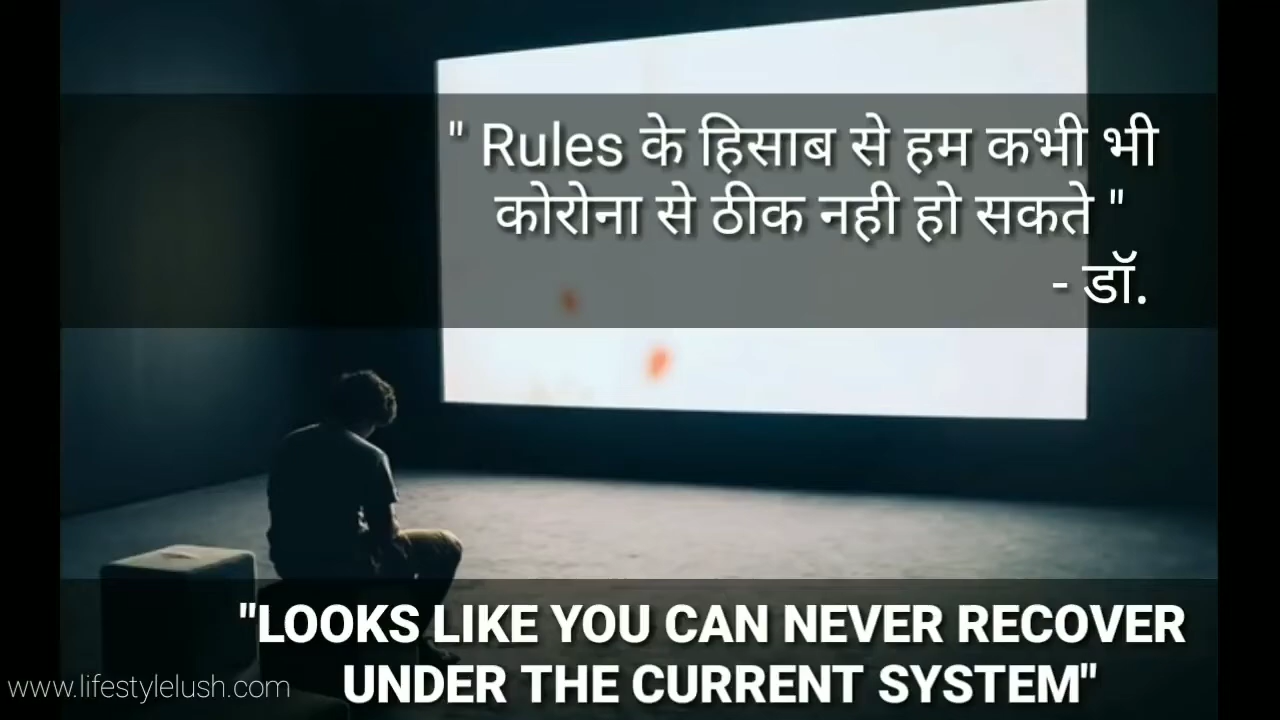 " Rules के हिसाब से हम कभी भी
कोरोना से ठीक नही हो सकते "
- डॉ.
"LOOKS LIKE YOU CAN NEVER RECOVER
UNDER THE CURRENT SYSTEM"
www.lifestylelush.com